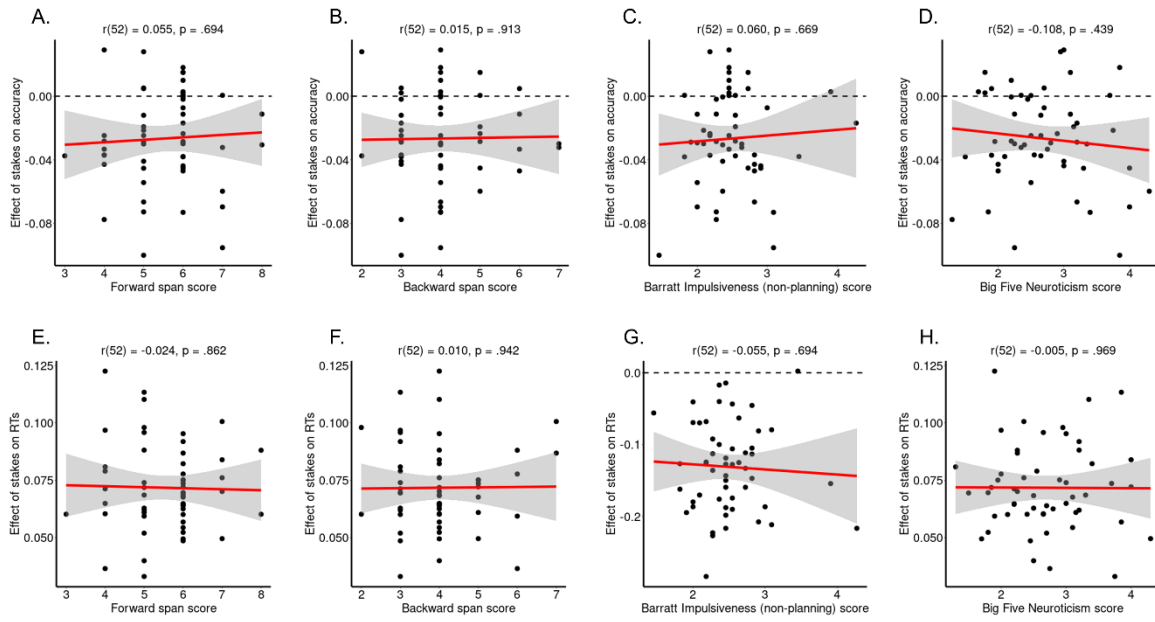 A.
r(52) = 0.055, p = .694
Effect of stakes on accuracy
0.00
-0.04
-0.08
3 4 5 6 7 8
Forward span score
B.
r(52) = 0.015, p = .913
Effect of stakes on accuracy
0.00
-0.04
-0.08
2 3 4 5 6 7
Backward span score
C.
r(52) = 0.060, p = .669
Effect of stakes on accuracy
0.00
-0.04
-0.08
2 3 4
Barratt Impulsiveness (non-planning) score
D.
r(52) = -0.108, p = .439
Effect of stakes on accuracy
0.00
-0.04
-0.08
2 3 4
Big Five Neuroticism score
E.
r(52) = -0.024, p = .862
Effect of stakes on RTs
0.125
0.100
0.075
0.050
3 4 5 6 7 8
Forward span score
F.
r(52) = 0.010, p = .942
Effect of stakes on RTs
0.125
0.100
0.075
0.050
2 3 4 5 6 7
Backward span score
G.
r(52) = -0.055, p = .694
Effect of stakes on RTs
0.0
-0.1
-0.2
2 3 4
Barratt Impulsiveness (non-planning) score
H.
r(52) = -0.005, p = .969
Effect of stakes on RTs
0.125
0.100
0.075
0.050
2 3 4
Big Five Neuroticism score